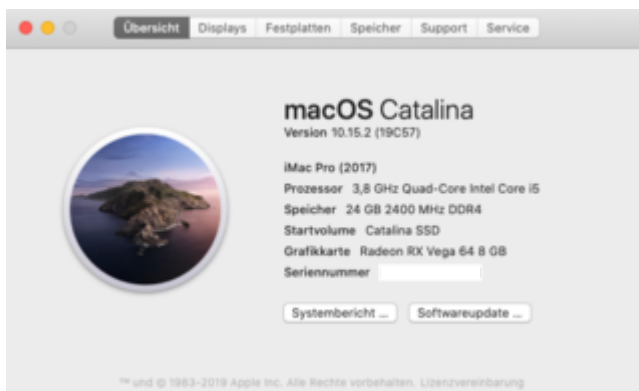 Übersicht Displays Festplatten Speicher Support Service
macOS Catalina
Version 10.15.2 (19C57)
iMac Pro (2017)
Prozessor 3,8 GHz Quad-Core Intel Core i5
Speicher 24 GB 2400 MHz DDR4
Startvolume Catalina SSD
Grafikkarte Radeon RX Vega 64 8 GB
Seriennummer
Systembericht ... Softwareupdate ...
™ und © 1983-2019 Apple Inc. Alle Rechte vorbehalten. Lizenzvereinbarung